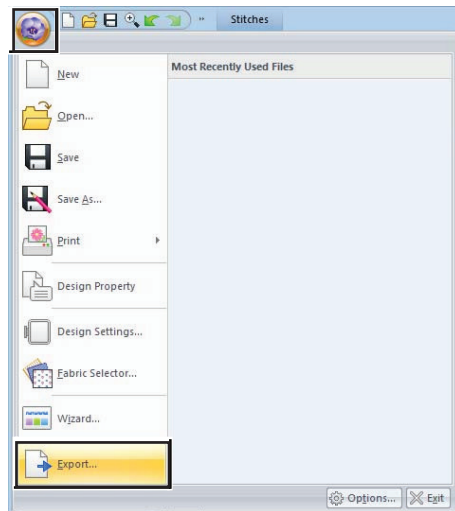 Stitches
Most Recently Used Files
New
Open...
Save
Save As...
Print
Design Property
Design Settings...
Fabric Selector...
Wizard...
Export...
Options...
Exit